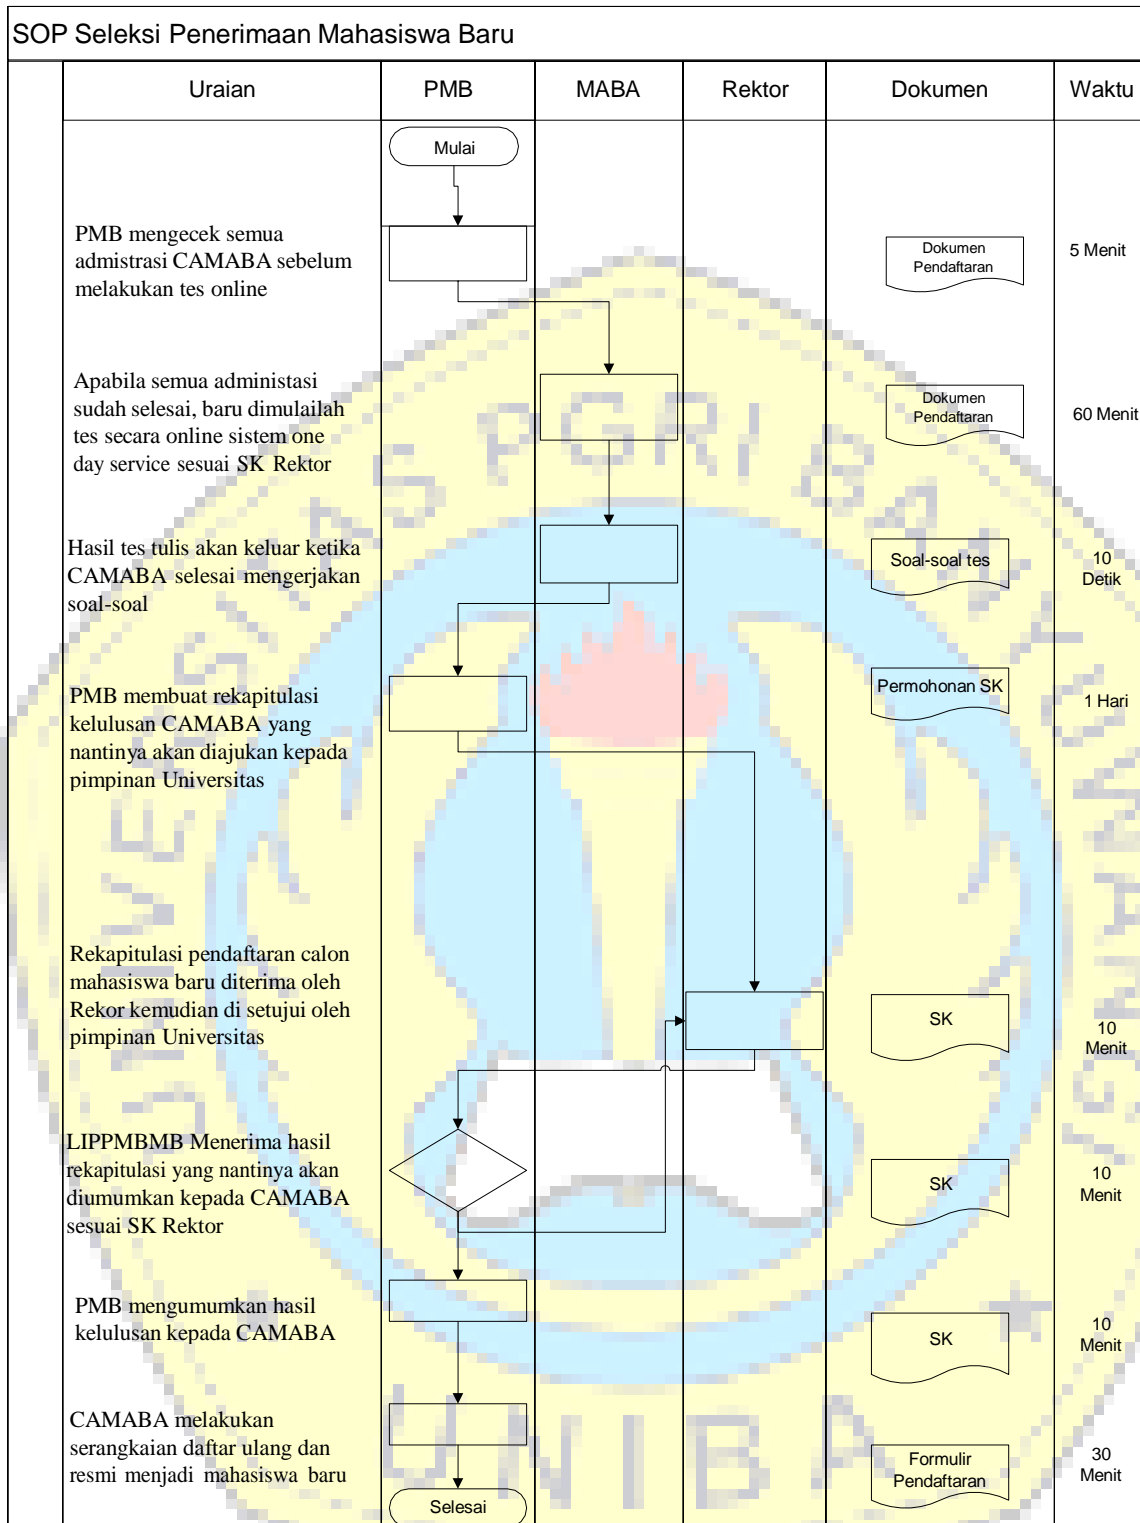 SOP Seleksi Penerimaan Mahasiswa Baru
Uraian
PMB
MABA
Rektor
Dokumen
Waktu
Mulai
PMB mengecek semua
admistrasi CAMABA sebelum
melakukan tes online
Dokumen
Pendaftaran
5 Menit
Apabila semua administasi
sudah selesai, baru dimulailah
tes secara online sistem one
day service sesuai SK Rektor
Dokumen
Pendaftaran
60 Menit
Hasil tes tulis akan keluar ketika
CAMABA selesai mengerjakan
soal-soal
Soal-soal tes
10
Detik
PMB membuat rekapitulasi
kelulusan CAMABA yang
nantinya akan diajukan kepada
pimpinan Universitas
Permohonan SK
1 Hari
Rekapitulasi pendaftaran calon
mahasiswa baru diterima oleh
Rekor kemudian di setujui oleh
pimpinan Universitas
SK
10
Menit
LIPPMBMB Menerima hasil
rekapitulasi yang nantinya akan
diumumkan kepada CAMABA
sesuai SK Rektor
SK
10
Menit
PMB mengumumkan hasil
kelulusan kepada CAMABA
SK
10
Menit
CAMABA melakukan
serangkaian daftar ulang dan
resmi menjadi mahasiswa baru
Formulir
Pendaftaran
30
Menit
Selesai
UNIVERSITAS PGRI BANYUWANGI
UNIBA